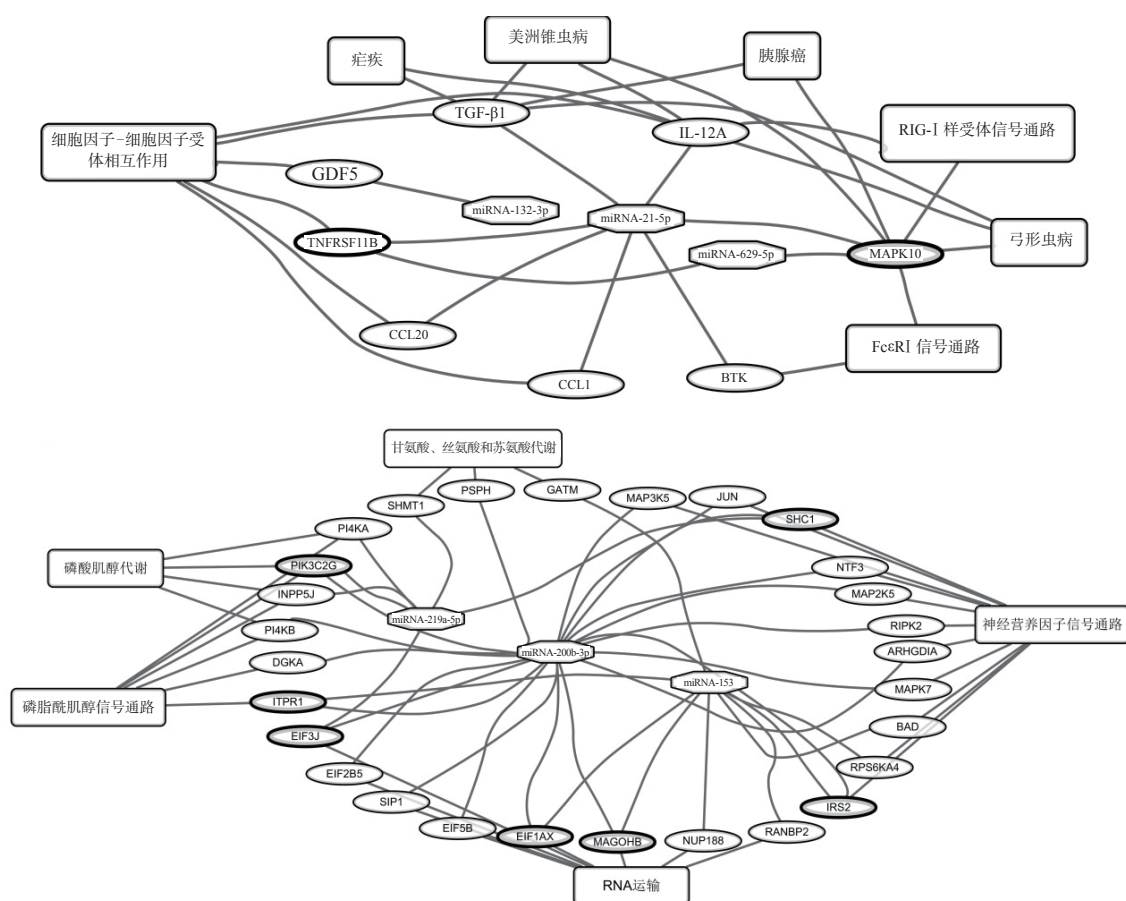 美洲锥虫病
疟疾
胰腺癌
TGF-β1
IL-12A
RIG-Ⅰ 样受体信号通路
细胞因子-细胞因子受
体相互作用
GDF5
miRNA-132-3p
miRNA-21-5p
TNFRSF11B
miRNA-629-5p
MAPK10
弓形虫病
CCL20
FcεRⅠ 信号通路
CCL1
BTK
甘氨酸、丝氨酸和苏氨酸代谢
SHMT1
PSPH
GATM
MAP3K5
JUN
SHC1
PI4KA
磷酸肌醇代谢
PIK3C2G
NTF3
INPP5J
MAP2K5
miRNA-219a-5p
神经营养因子信号通路
PI4KB
RIPK2
miRNA-200b-3p
ARHGDIA
DGKA
miRNA-153
MAPK7
磷脂酰肌醇信号通路
ITPR1
BAD
EIF3J
RPS6KA4
EIF2B5
SIP1
IRS2
EIF5B
EIF1AX
MAGOHB
NUP188
RANBP2
RNA运输